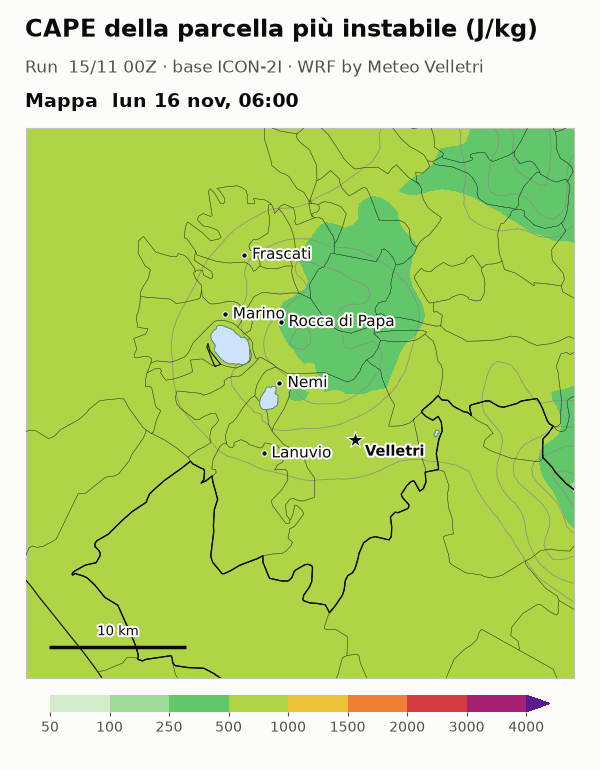 CAPE della parcella più instabile (J/kg)
Run  15/11 00Z · base ICON-2I · WRF by Meteo Velletri
Mappa  lun 16 nov, 06:00
Frascati
Marino
Rocca di Papa
Nemi
Velletri
Lanuvio
10 km
50 100 250 500 1000 1500 2000 3000 4000